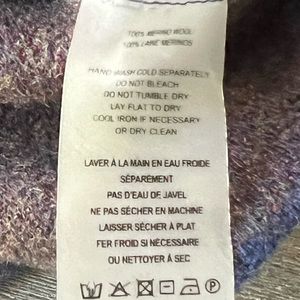 100% MERINO WOOL
100% LAINE MERINOS
HAND WASH COLD SEPARATELY
DO NOT BLEACH
DO NOT TUMBLE DRY
LAY FLAT TO DRY
COOL IRON IF NECESSARY
OR DRY CLEAN
LAVER À LA MAIN EN EAU FROIDE
SÉPARÉMENT
PAS D'EAU DE JAVEL
NE PAS SÉCHER EN MACHINE
LAISSER SÉCHER À PLAT
FER FROID SI NÉCESSAIRE
OU NETTOYER À SEC